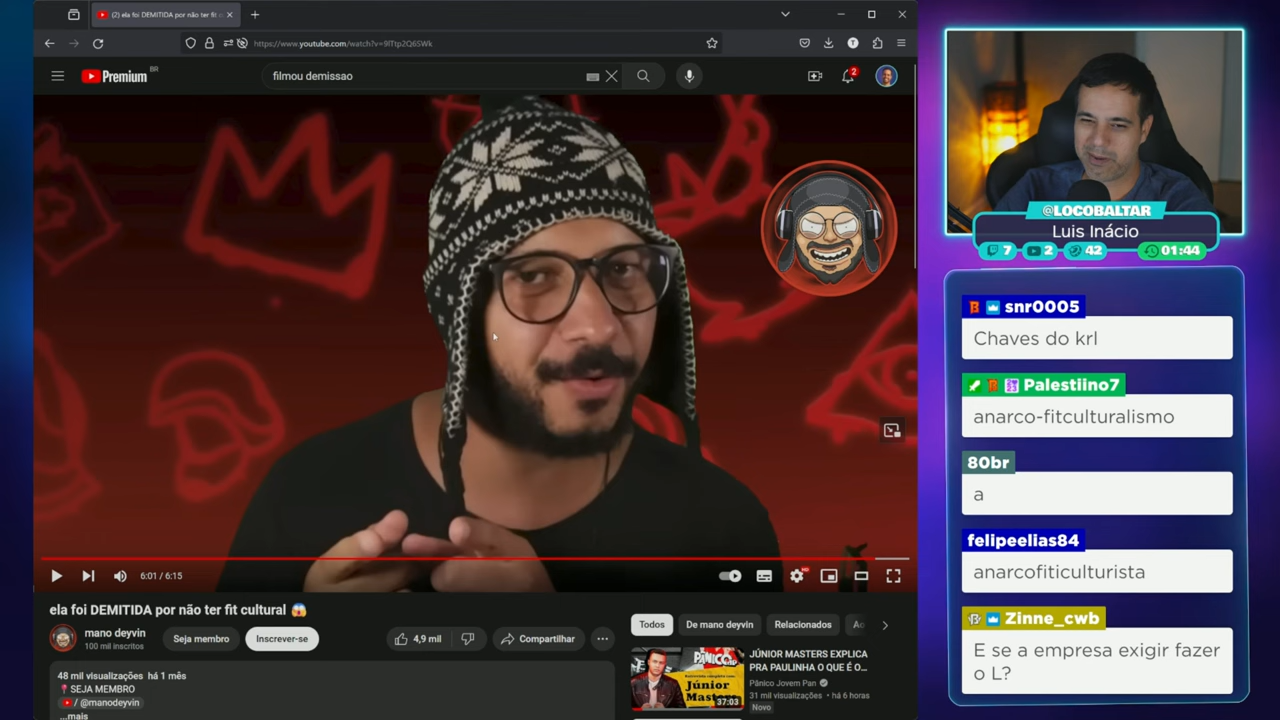 (2) ela foi DEMITIDA por não ter fit c
https://www.youtube.com/watch?v=9lTtp2Q6SWk
Premium BR
filmou demissao
2
6:01 / 6:15
HD
ela foi DEMITIDA por não ter fit cultural
mano deyvin
100 mil inscritos
Seja membro
Inscrever-se
4,9 mil
Compartilhar
48 mil visualizações há 1 mês
SEJA MEMBRO
/ @manodeyvin
...mais
Todos
De mano deyvin
Relacionados
Ao
PÂNICO
Júnior
37:03
JÚNIOR MASTERS EXPLICA
PRA PAULINHA O QUE É O...
Pânico Jovem Pan
31 mil visualizações • há 6 horas
Novo
@LOCOBALTAR
Luis Inácio
7
2
42
01:44
snr0005
Chaves do krl
Palestiino7
anarco-fitculturalismo
80br
a
felipeelias84
anarcofiticulturista
Zinne_cwb
E se a empresa exigir fazer
o L?